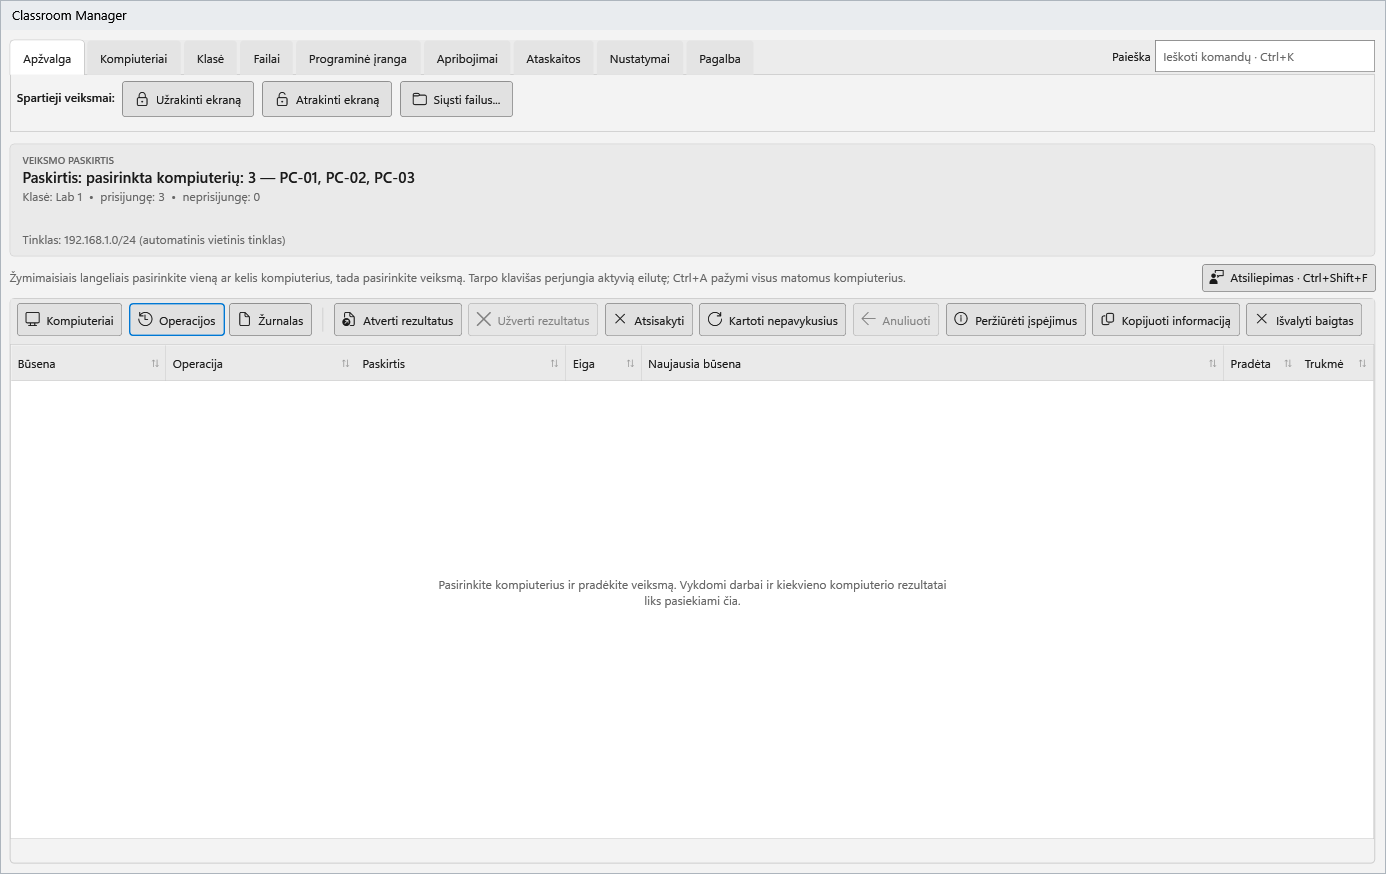 Classroom Manager
Apžvalga
Kompiuteriai
Klasė
Failai
Programinė įranga
Apribojimai
Ataskaitos
Nustatymai
Pagalba
Paieška
Ieškoti komandų · Ctrl+K
Spartieji veiksmai:
Užrakinti ekraną
Atrakinti ekraną
Siųsti failus...
VEIKSMO PASKIRTIS
Paskirtis: pasirinkta kompiuterių: 3 — PC-01, PC-02, PC-03
Klasė: Lab 1 • prisijungę: 3 • neprisijungę: 0
Tinklas: 192.168.1.0/24 (automatinis vietinis tinklas)
Žymimaisiais langeliais pasirinkite vieną ar kelis kompiuterius, tada pasirinkite veiksmą. Tarpo klavišas perjungia aktyvią eilutę; Ctrl+A pažymi visus matomus kompiuterius.
Atsiliepimas · Ctrl+Shift+F
Kompiuteriai
Operacijos
Žurnalas
Atverti rezultatus
Užverti rezultatus
Atsisakyti
Kartoti nepavykusius
Anuliuoti
Peržiūrėti įspėjimus
Kopijuoti informaciją
Išvalyti baigtas
Būsena
Operacija
Paskirtis
Eiga
Naujausia būsena
Pradėta
Trukmė
Pasirinkite kompiuterius ir pradėkite veiksmą. Vykdomi darbai ir kiekvieno kompiuterio rezultatai
liks pasiekiami čia.